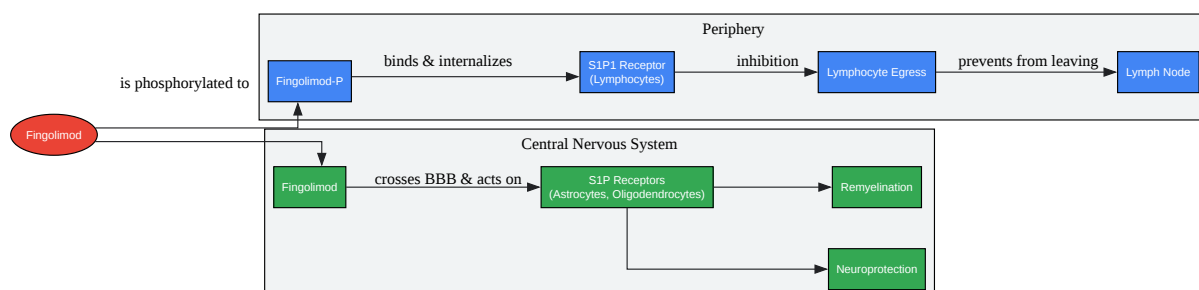 Periphery
is phosphorylated to
Fingolimod-P
binds & internalizes
S1P1 Receptor
(Lymphocytes)
inhibition
Lymphocyte Egress
prevents from leaving
Lymph Node
Fingolimod
Central Nervous System
Fingolimod
crosses BBB & acts on
S1P Receptors
(Astrocytes, Oligodendrocytes)
Remyelination
Neuroprotection